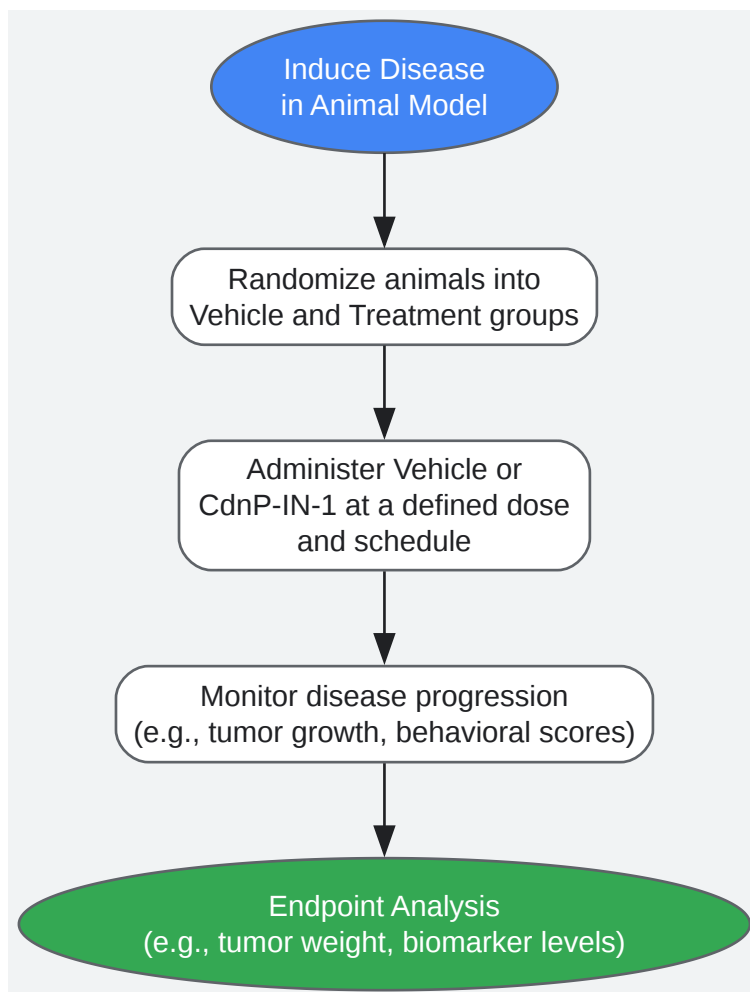 Induce Disease
in Animal Model
Randomize animals into
Vehicle and Treatment groups
Administer Vehicle or
CdnP-IN-1 at a defined dose
and schedule
Monitor disease progression
(e.g., tumor growth, behavioral scores)
Endpoint Analysis
(e.g., tumor weight, biomarker levels)